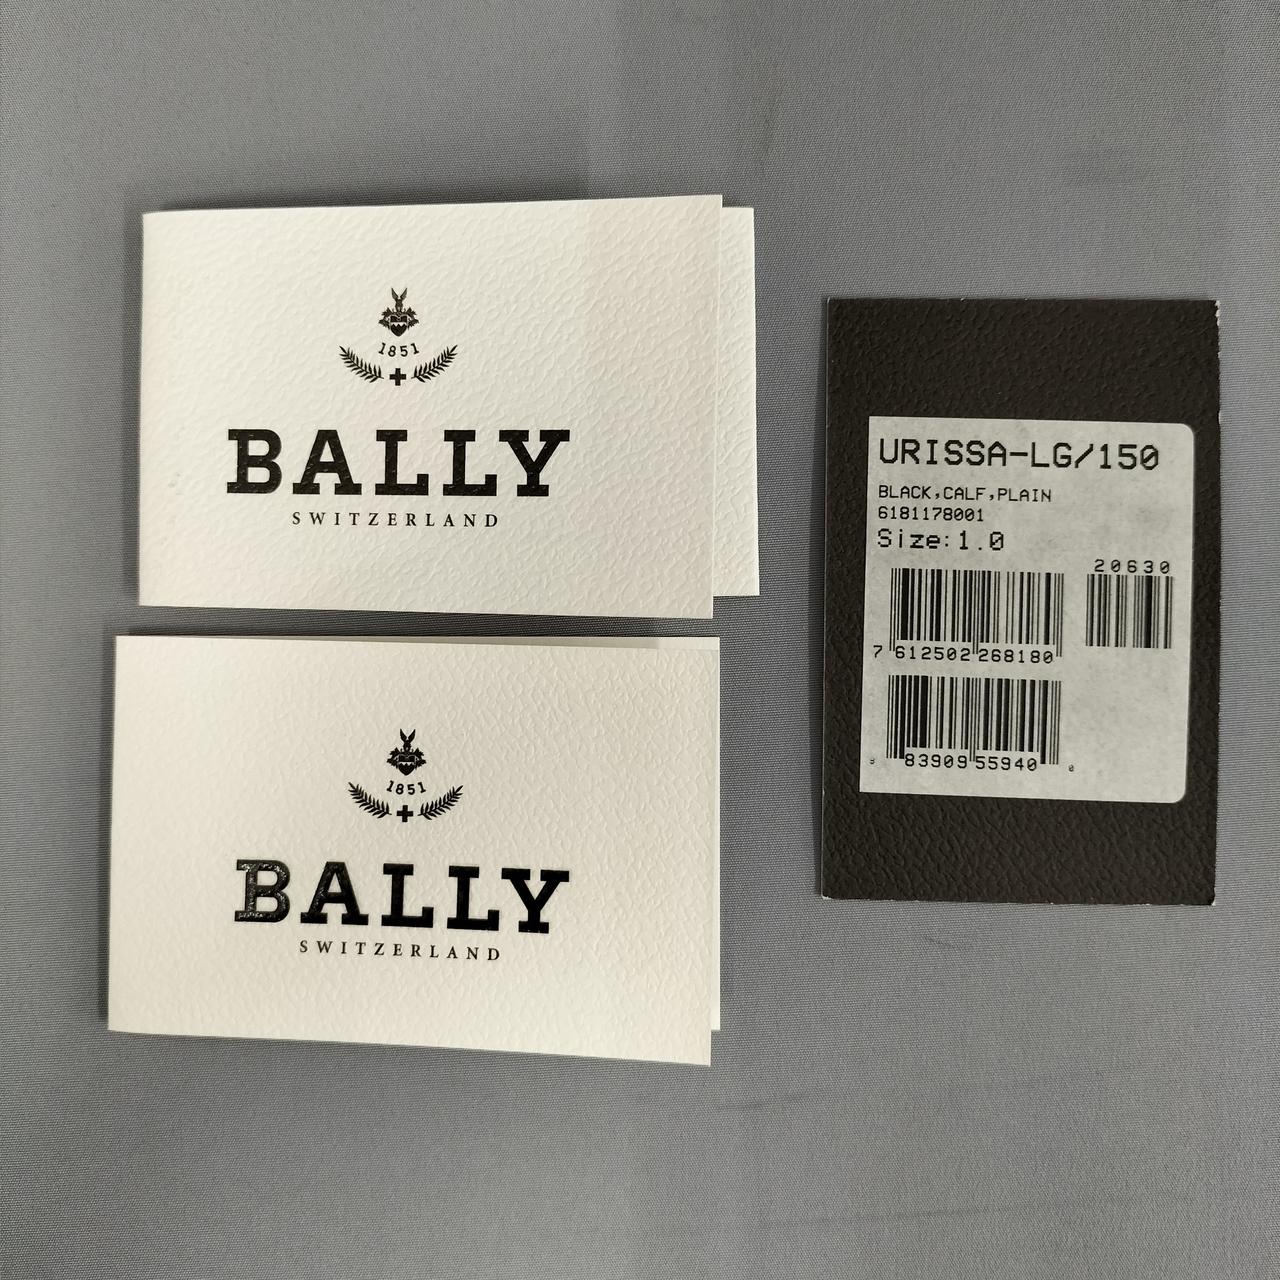 1851
BALLY
SWITZERLAND
1851
BALLY
SWITZERLAND
URISSA-LG/150
BLACK,CALF,PLAIN
6181178001
Size:1.0
20630
7 612502 268180
83909 55940